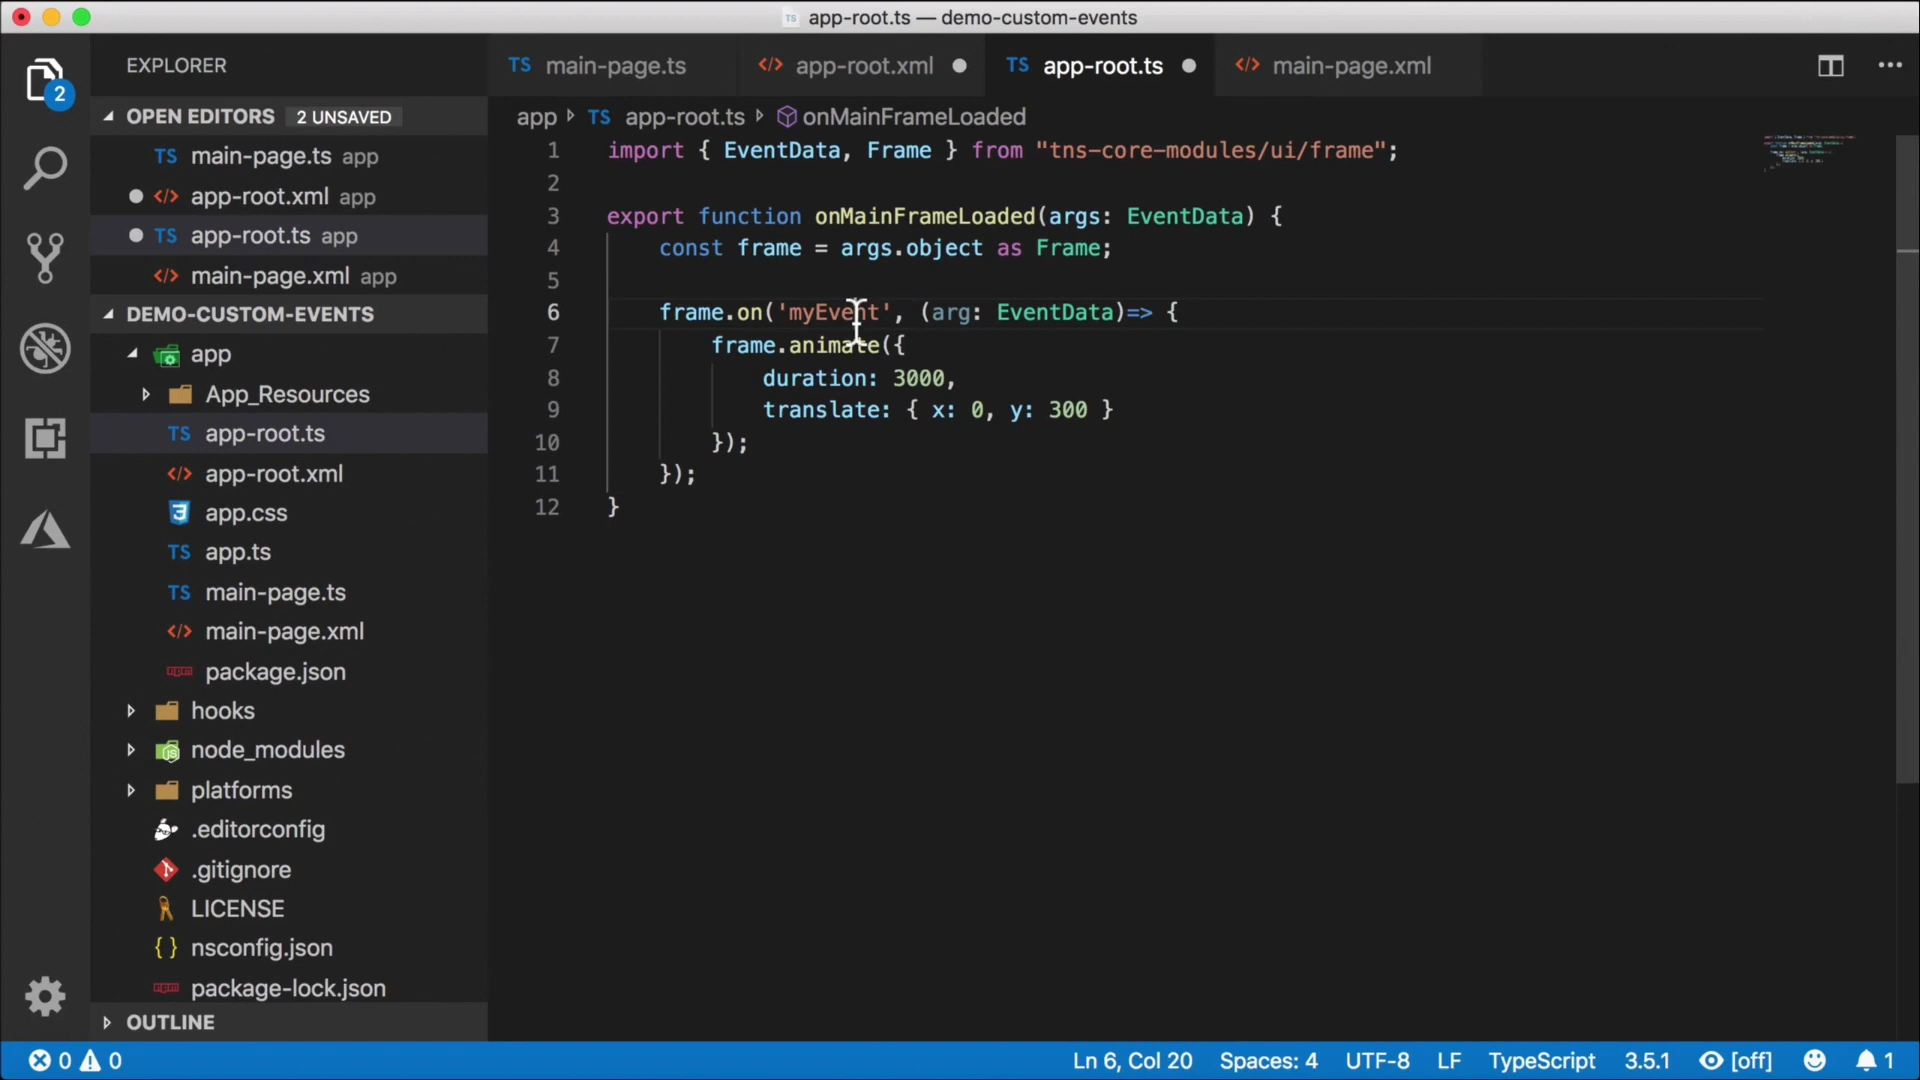 app-root.ts — demo-custom-events
EXPLORER
OPEN EDITORS 2 UNSAVED
TS main-page.ts app
</> app-root.xml app
TS app-root.ts app
</> main-page.xml app
DEMO-CUSTOM-EVENTS
app
App_Resources
TS app-root.ts
</> app-root.xml
app.css
TS app.ts
TS main-page.ts
</> main-page.xml
package.json
hooks
node_modules
platforms
.editorconfig
.gitignore
LICENSE
{ } nsconfig.json
package-lock.json
OUTLINE
2
TS main-page.ts </> app-root.xml TS app-root.ts </> main-page.xml
app TS app-root.ts onMainFrameLoaded
1 import { EventData, Frame } from "tns-core-modules/ui/frame";
2
3 export function onMainFrameLoaded(args: EventData) {
4 const frame = args.object as Frame;
5
6 frame.on('myEvent', (arg: EventData)=> {
7 frame.animate({
8 duration: 3000,
9 translate: { x: 0, y: 300 }
10 });
11 });
12 }
0 0 Ln 6, Col 20 Spaces: 4 UTF-8 LF TypeScript 3.5.1 [off] 1